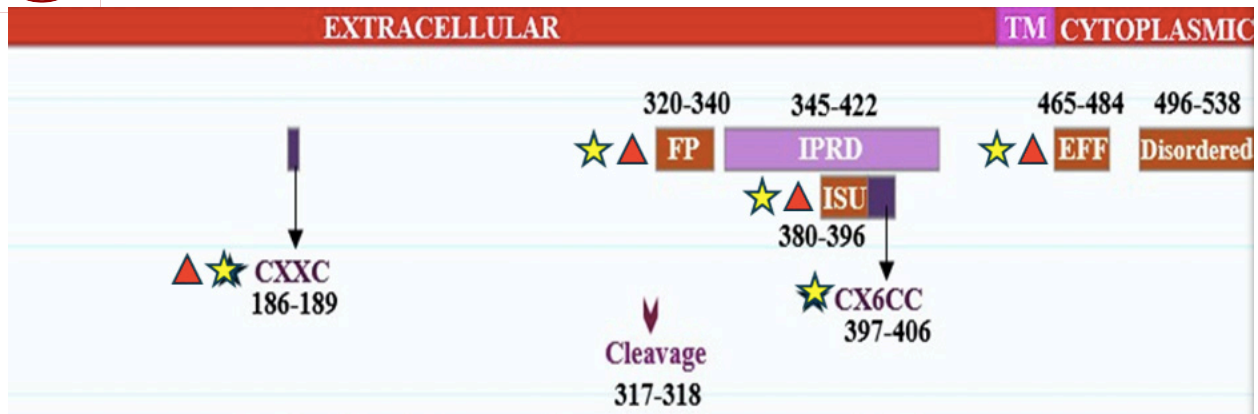 EXTRACELLULAR TM CYTOPLASMIC
320-340 345-422 465-484 496-538
FP IPRD EFF Disordered
ISU
380-396
CXXC
186-189
CX6CC
397-406
Cleavage
317-318